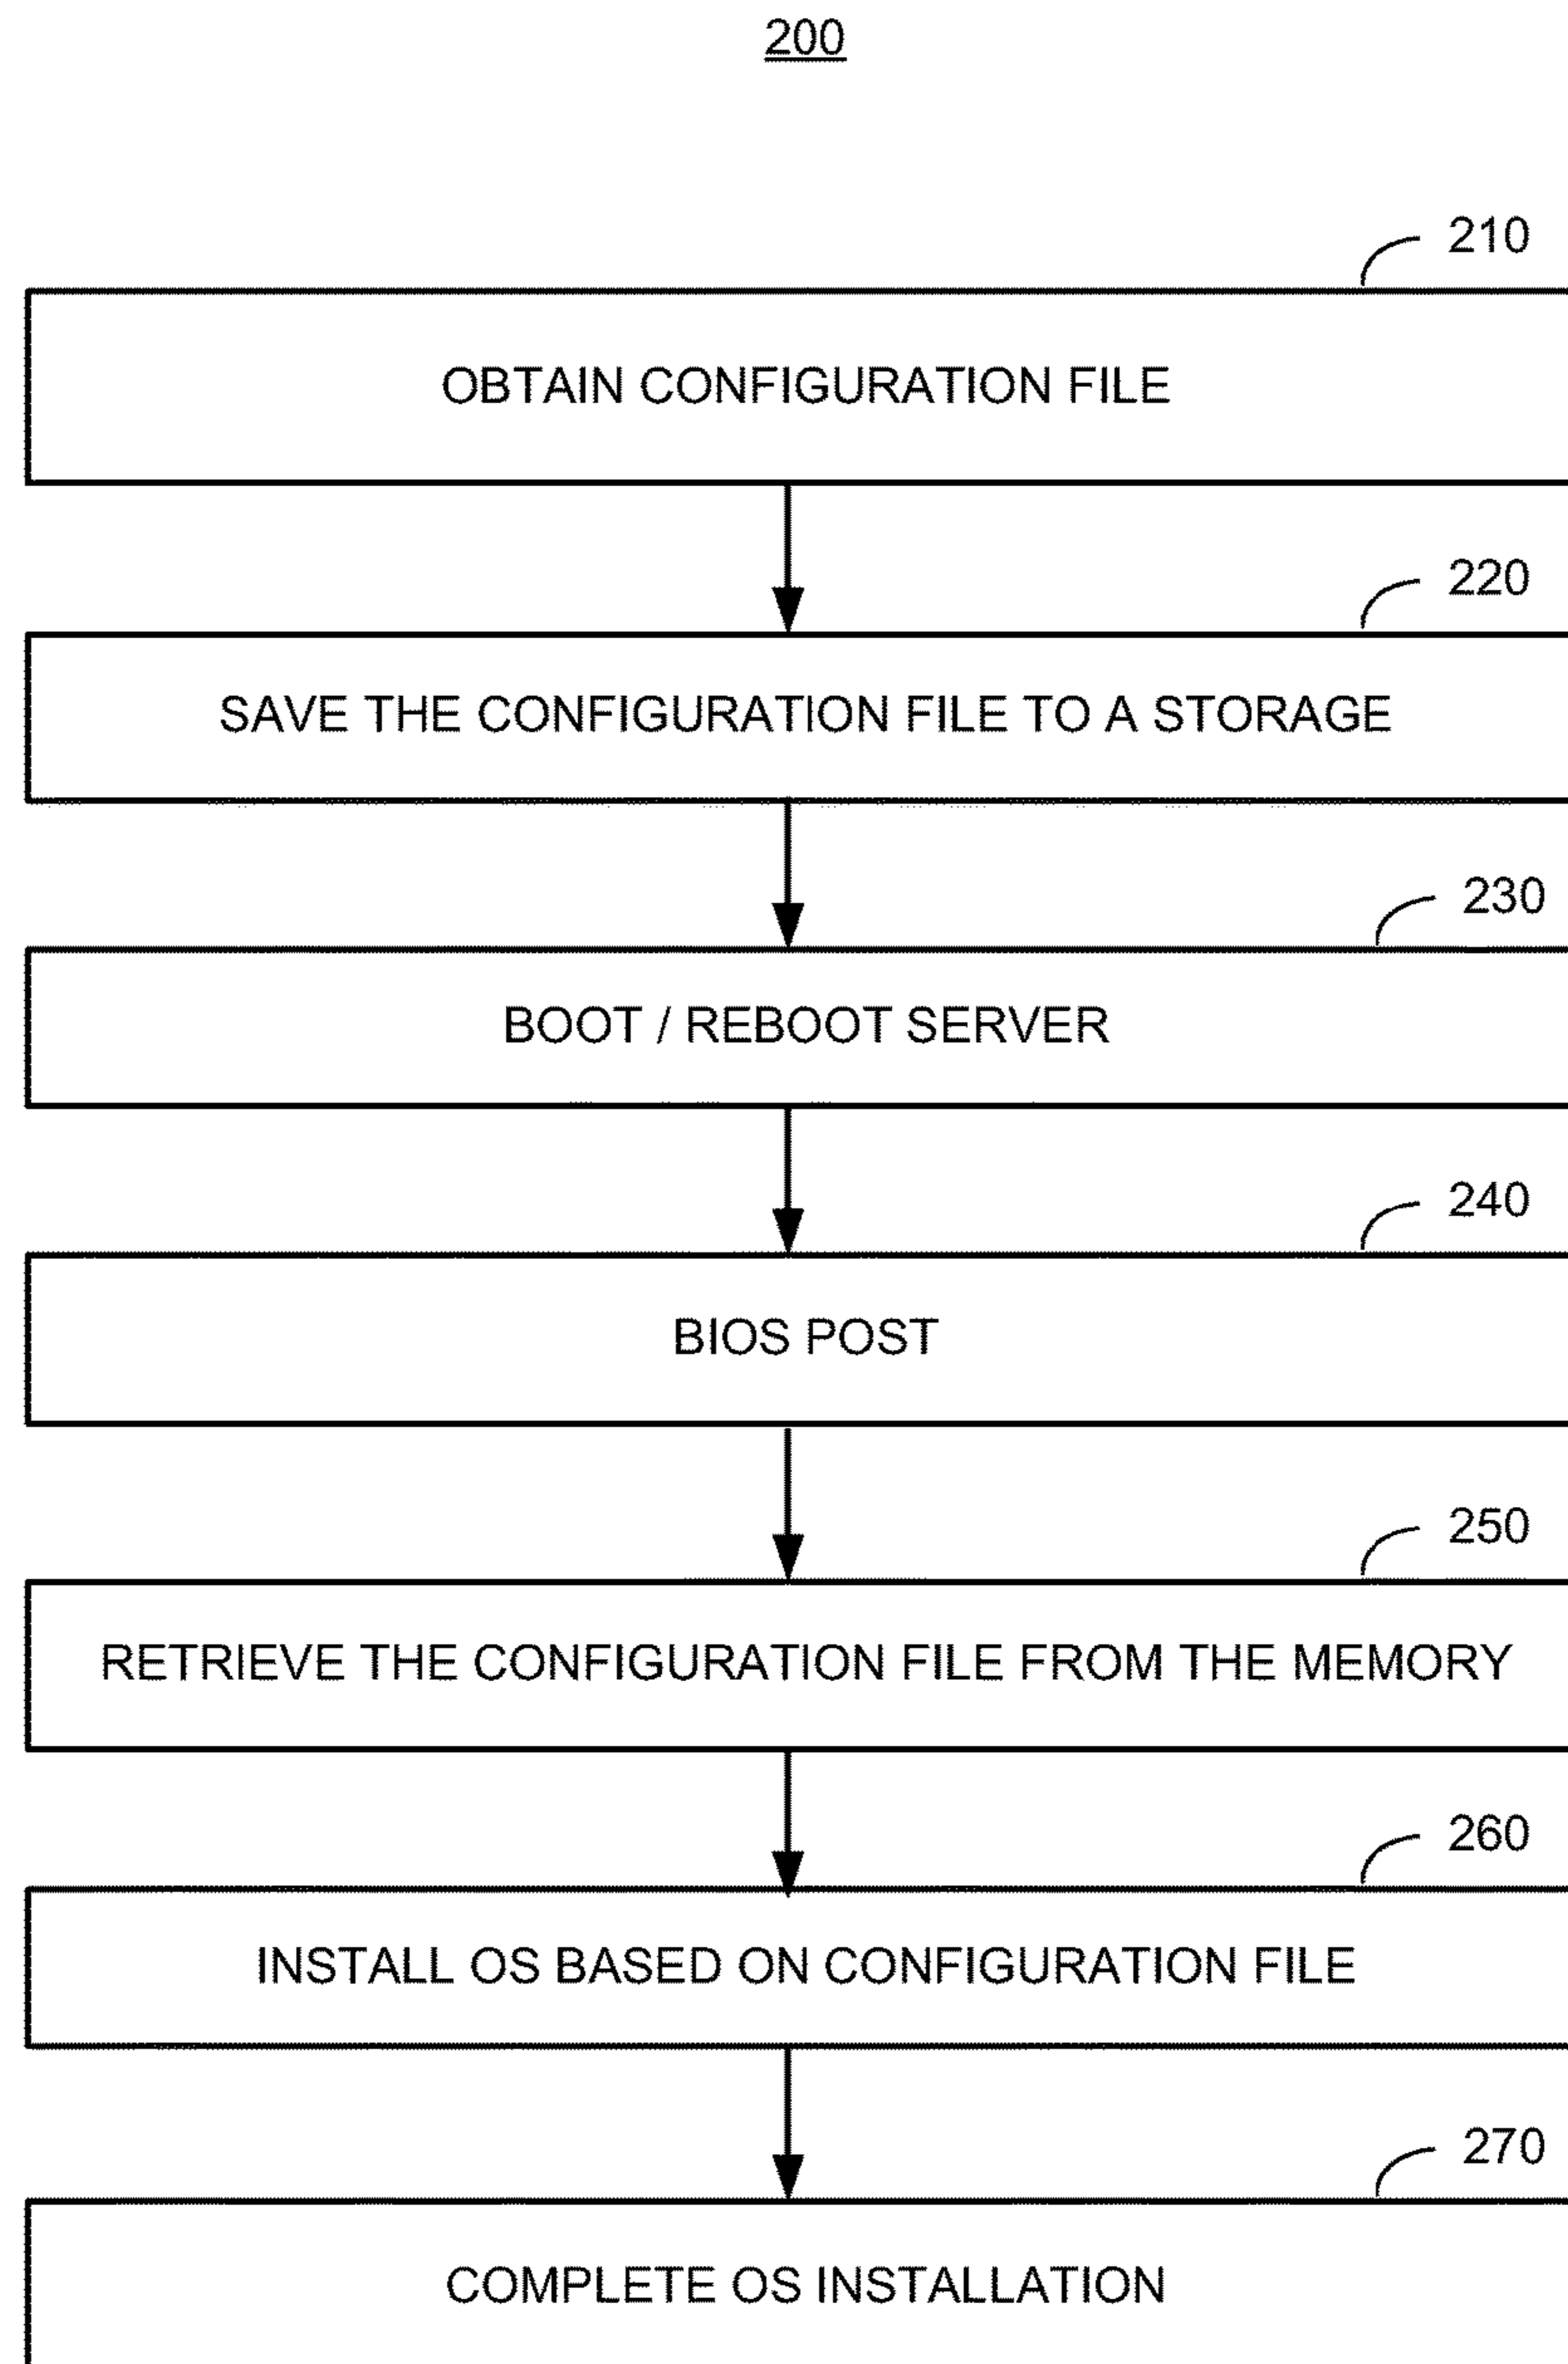 200
210
OBTAIN CONFIGURATION FILE
220
SAVE THE CONFIGURATION FILE TO A STORAGE
230
BOOT / REBOOT SERVER
240
BIOS POST
250
RETRIEVE THE CONFIGURATION FILE FROM THE MEMORY
260
INSTALL OS BASED ON CONFIGURATION FILE
270
COMPLETE OS INSTALLATION